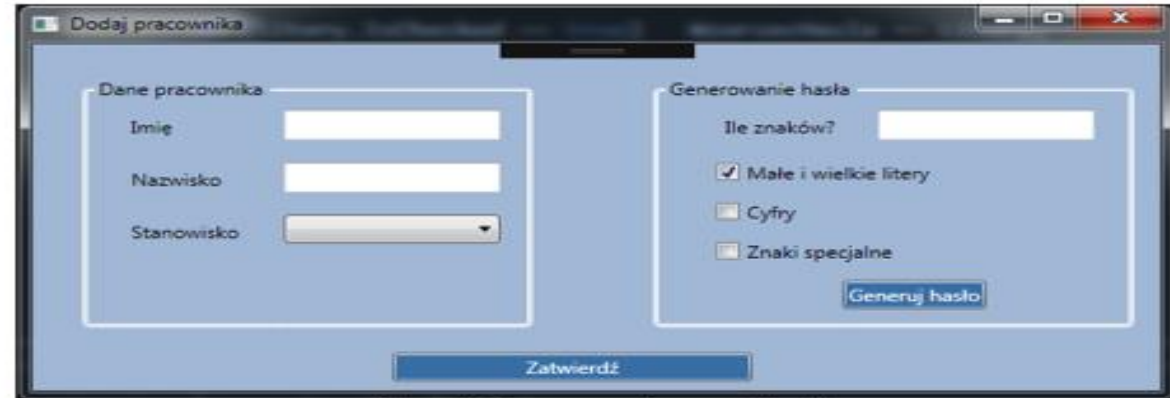 Dodaj pracownika
Dane pracownika
Imię
Nazwisko
Stanowisko
Generowanie hasła
Ile znaków?
Małe i wielkie litery
Cyfry
Znaki specjalne
Generuj hasło
Zatwierdź